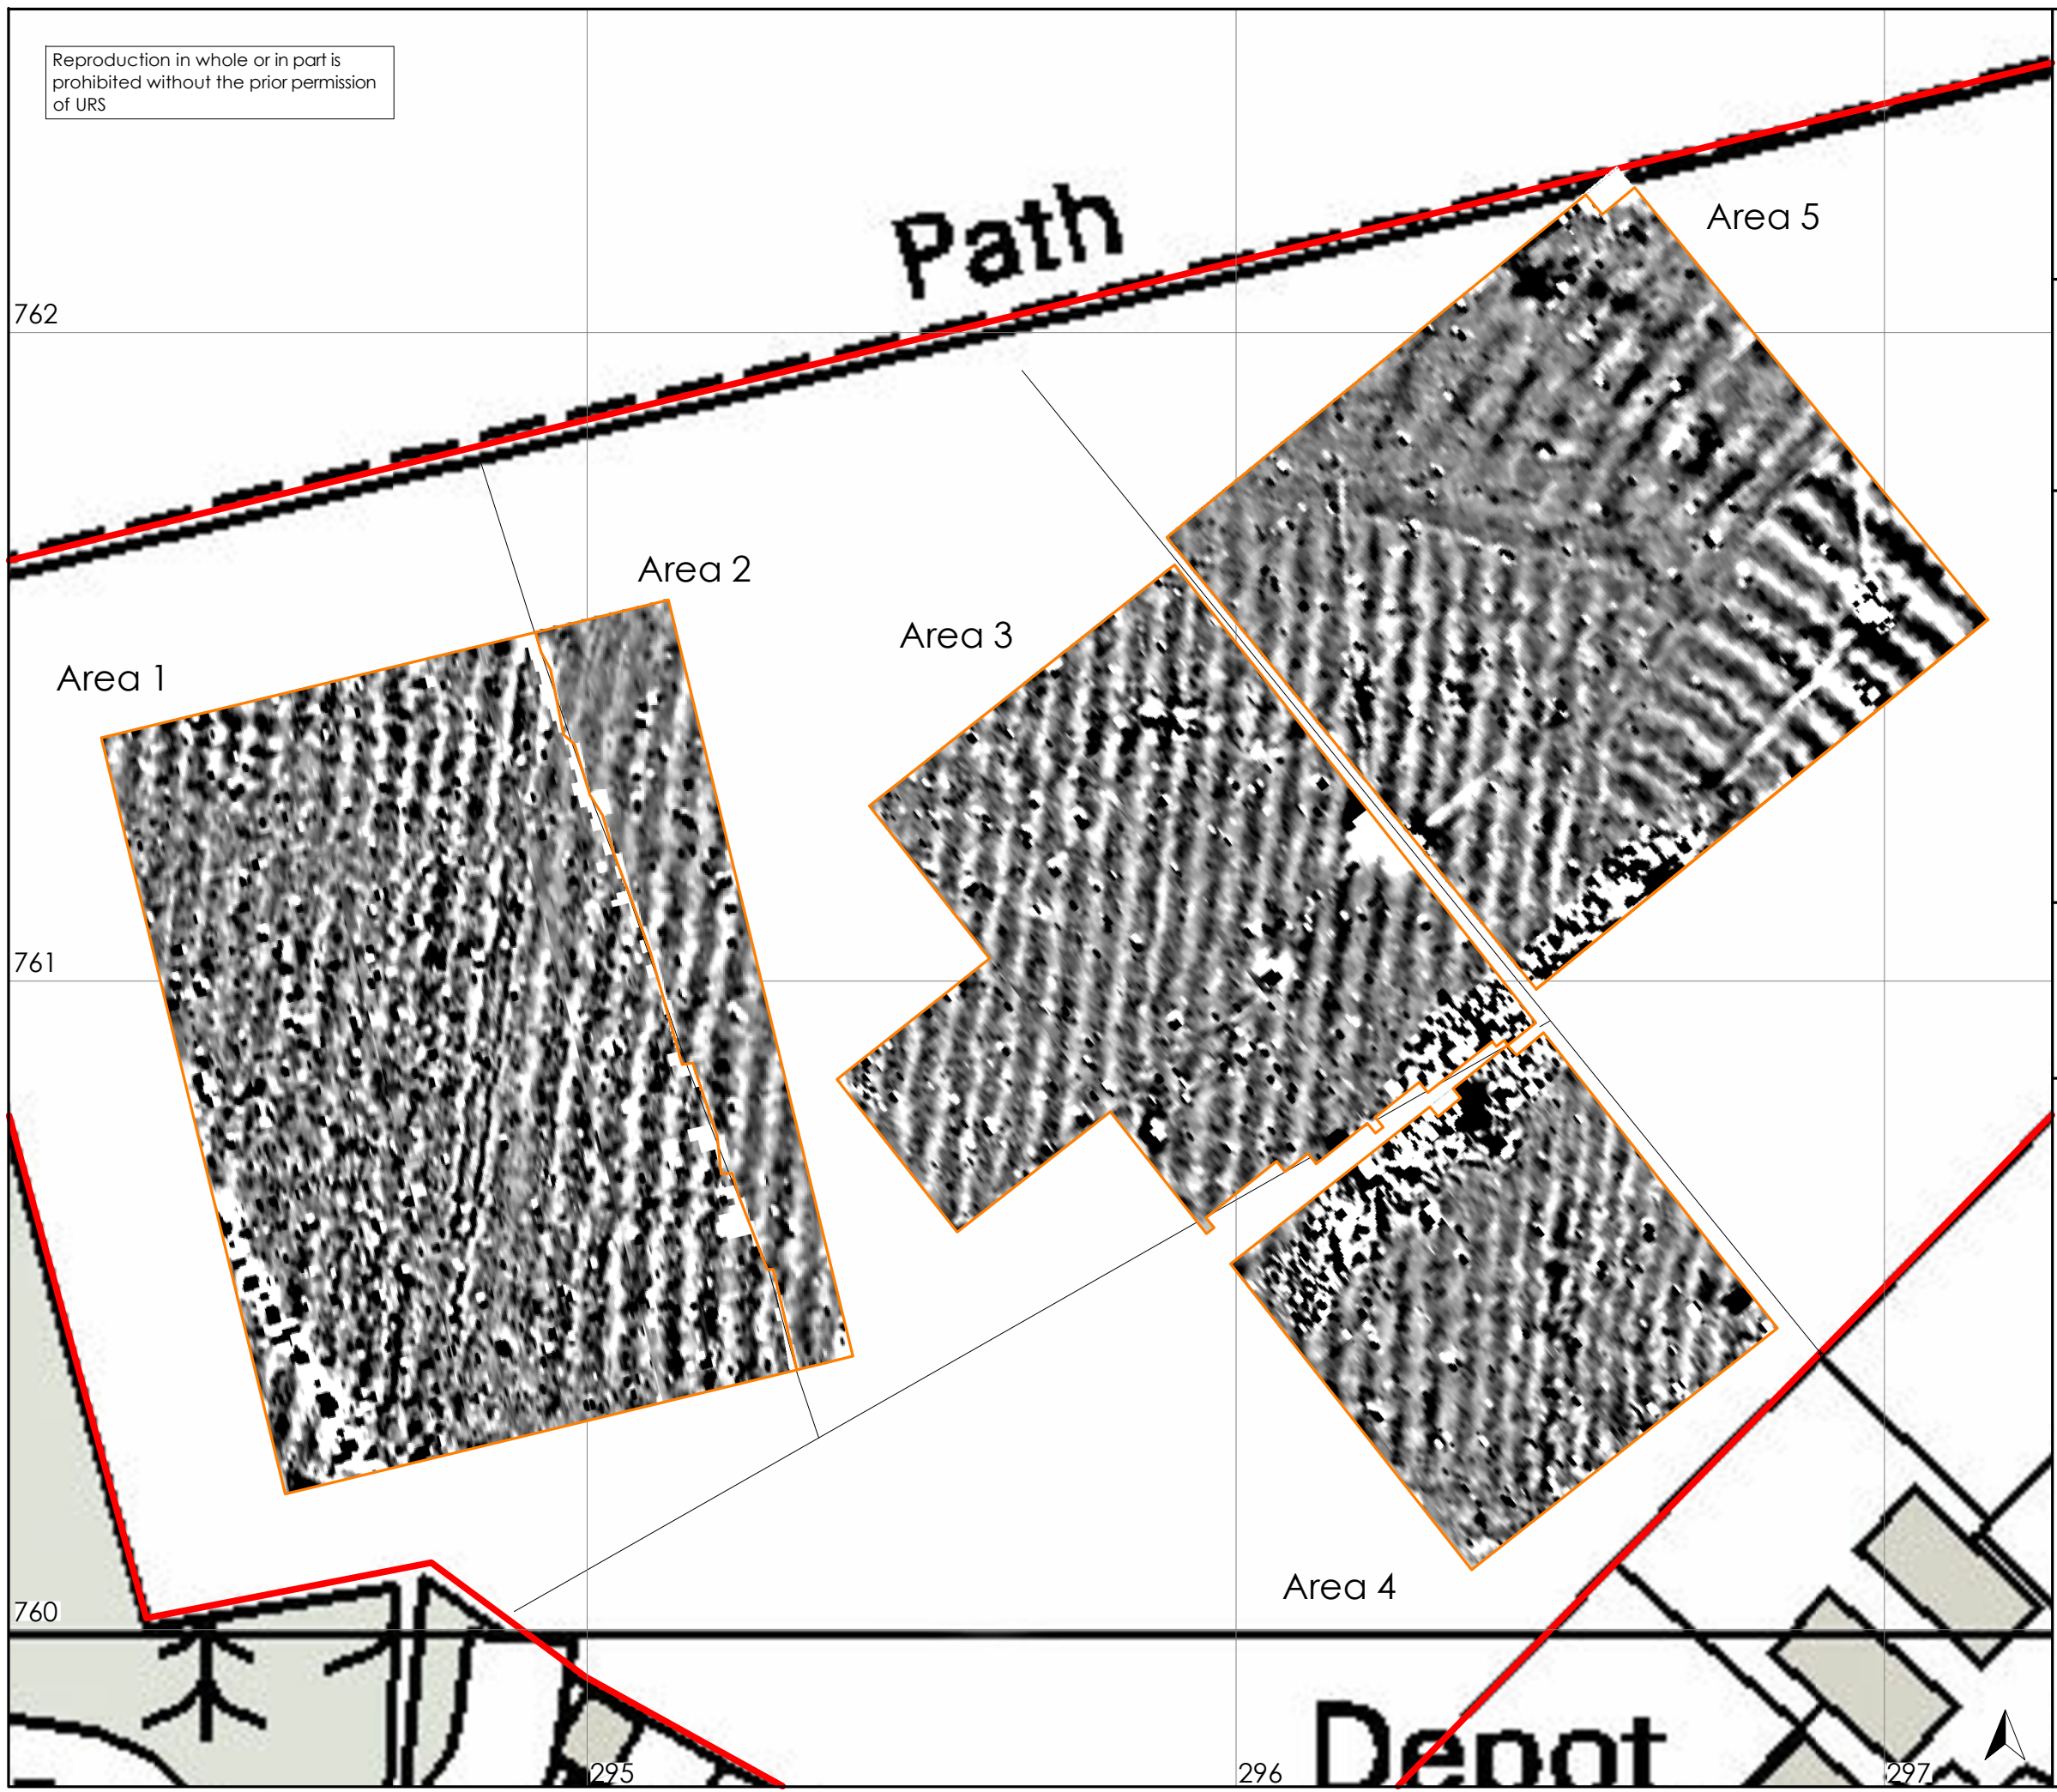 Reproduction in whole or in part is
prohibited without the prior permission
of URS
Path
Area 5
762
Area 2
Area 3
Area 1
761
Area 4
760
Depot
295
296
297